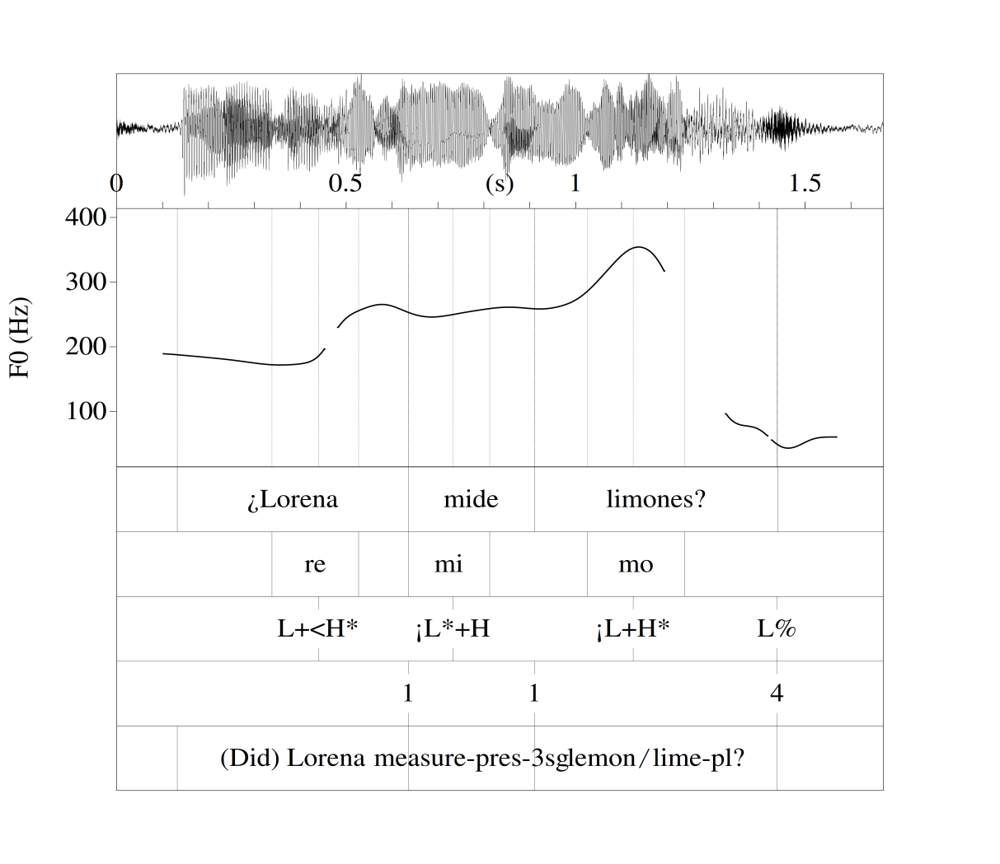 0 0.5 (s) 1 1.5
400
300
200
100
F0 (Hz)
¿Lorena mide limones?
re mi mo
L+<H* ¡L*+H ¡L+H* L%
1 1 4
(Did) Lorena measure-pres-3sglemon/lime-pl?